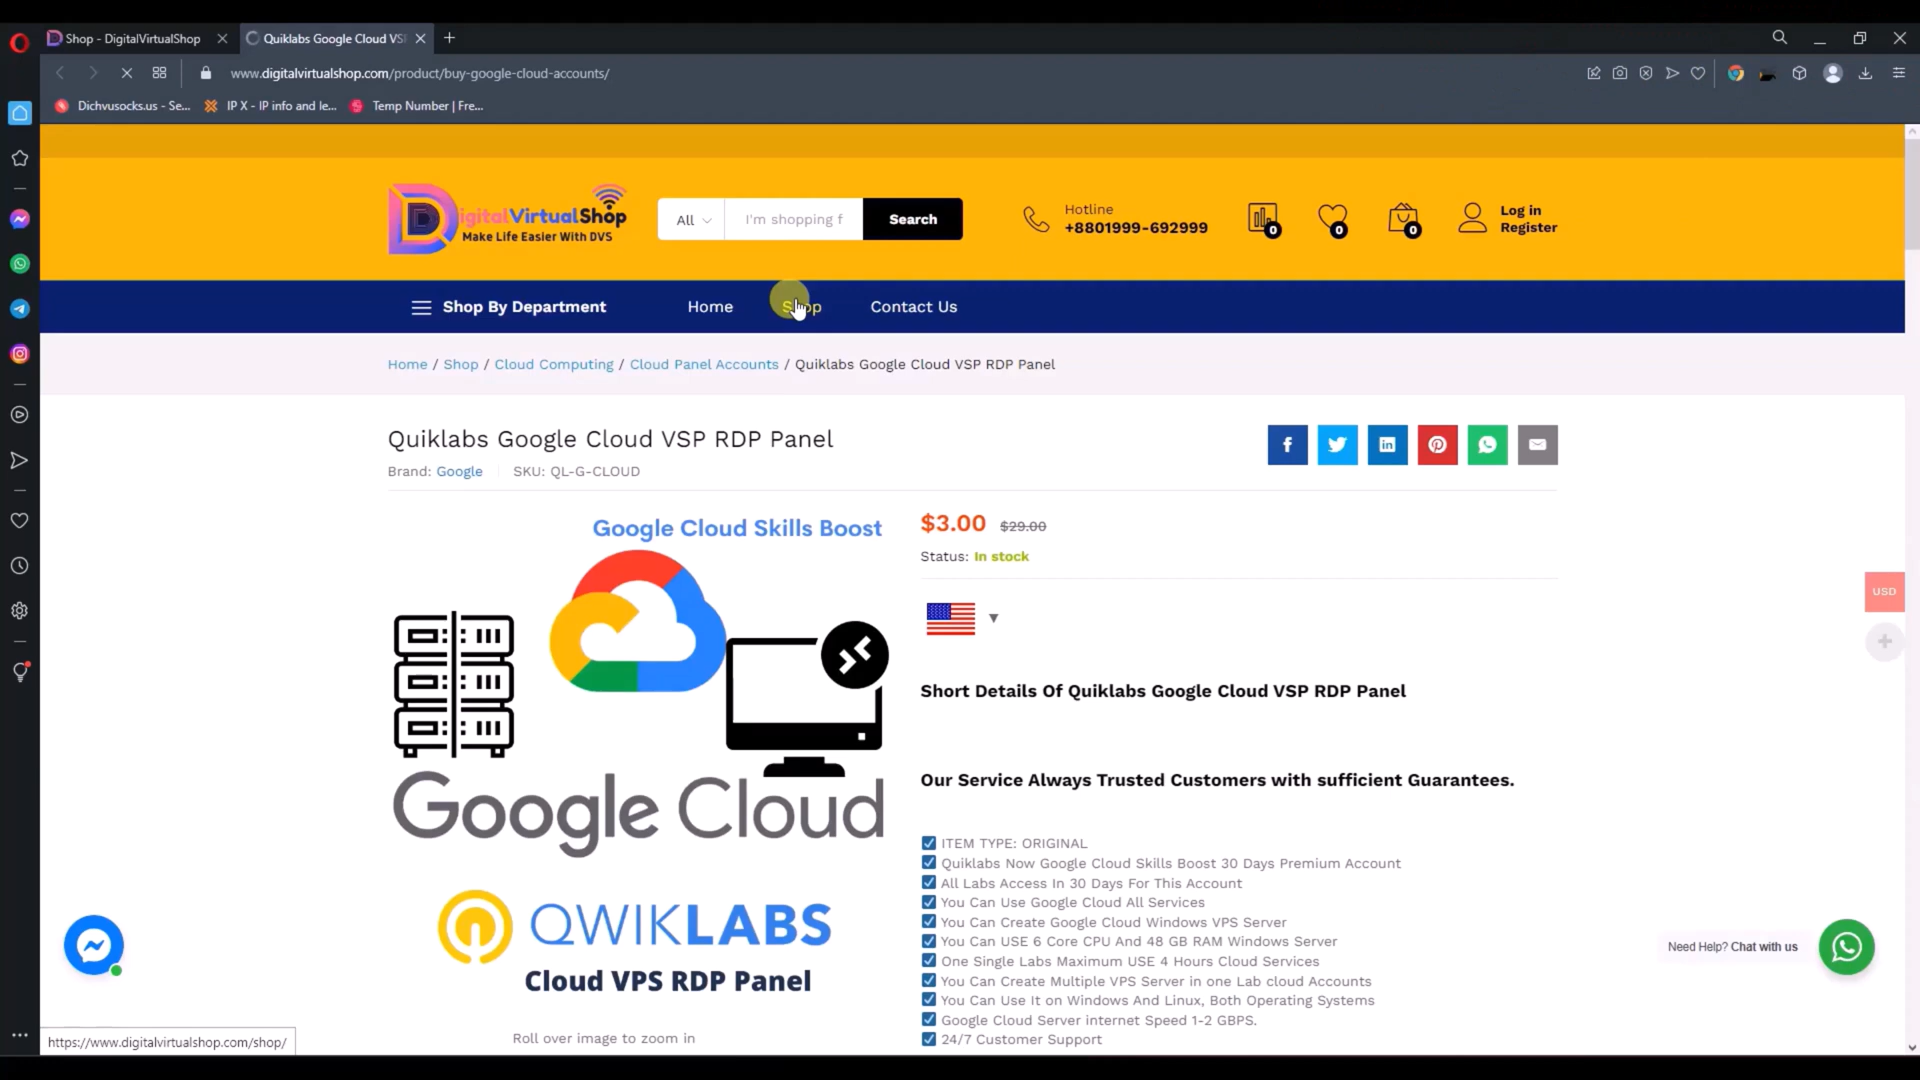 Shop - DigitalVirtualShop
Quiklabs Google Cloud VS
www.digitalvirtualshop.com/product/buy-google-cloud-accounts/
Dichvusocks.us - Se...
IP X - IP info and le...
Temp Number | Fre...
DigitalVirtualShop
Make Life Easier With DVS
All
I'm shopping f
Search
Hotline
+8801999-692999
0
0
0
Log in
Register
Shop By Department
Home
Shop
Contact Us
Home / Shop / Cloud Computing / Cloud Panel Accounts / Quiklabs Google Cloud VSP RDP Panel
Quiklabs Google Cloud VSP RDP Panel
Brand: Google
SKU: QL-G-CLOUD
Google Cloud Skills Boost
Google Cloud
QWIKLABS
Cloud VPS RDP Panel
Roll over image to zoom in
$3.00 $29.00
Status: In stock
USD
Short Details Of Quiklabs Google Cloud VSP RDP Panel
Our Service Always Trusted Customers with sufficient Guarantees.
ITEM TYPE: ORIGINAL
Quiklabs Now Google Cloud Skills Boost 30 Days Premium Account
All Labs Access In 30 Days For This Account
You Can Use Google Cloud All Services
You Can Create Google Cloud Windows VPS Server
You Can USE 6 Core CPU And 48 GB RAM Windows Server
One Single Labs Maximum USE 4 Hours Cloud Services
You Can Create Multiple VPS Server in one Lab cloud Accounts
You Can Use It on Windows And Linux, Both Operating Systems
Google Cloud Server internet Speed 1-2 GBPS.
24/7 Customer Support
Need Help? Chat with us
https://www.digitalvirtualshop.com/shop/